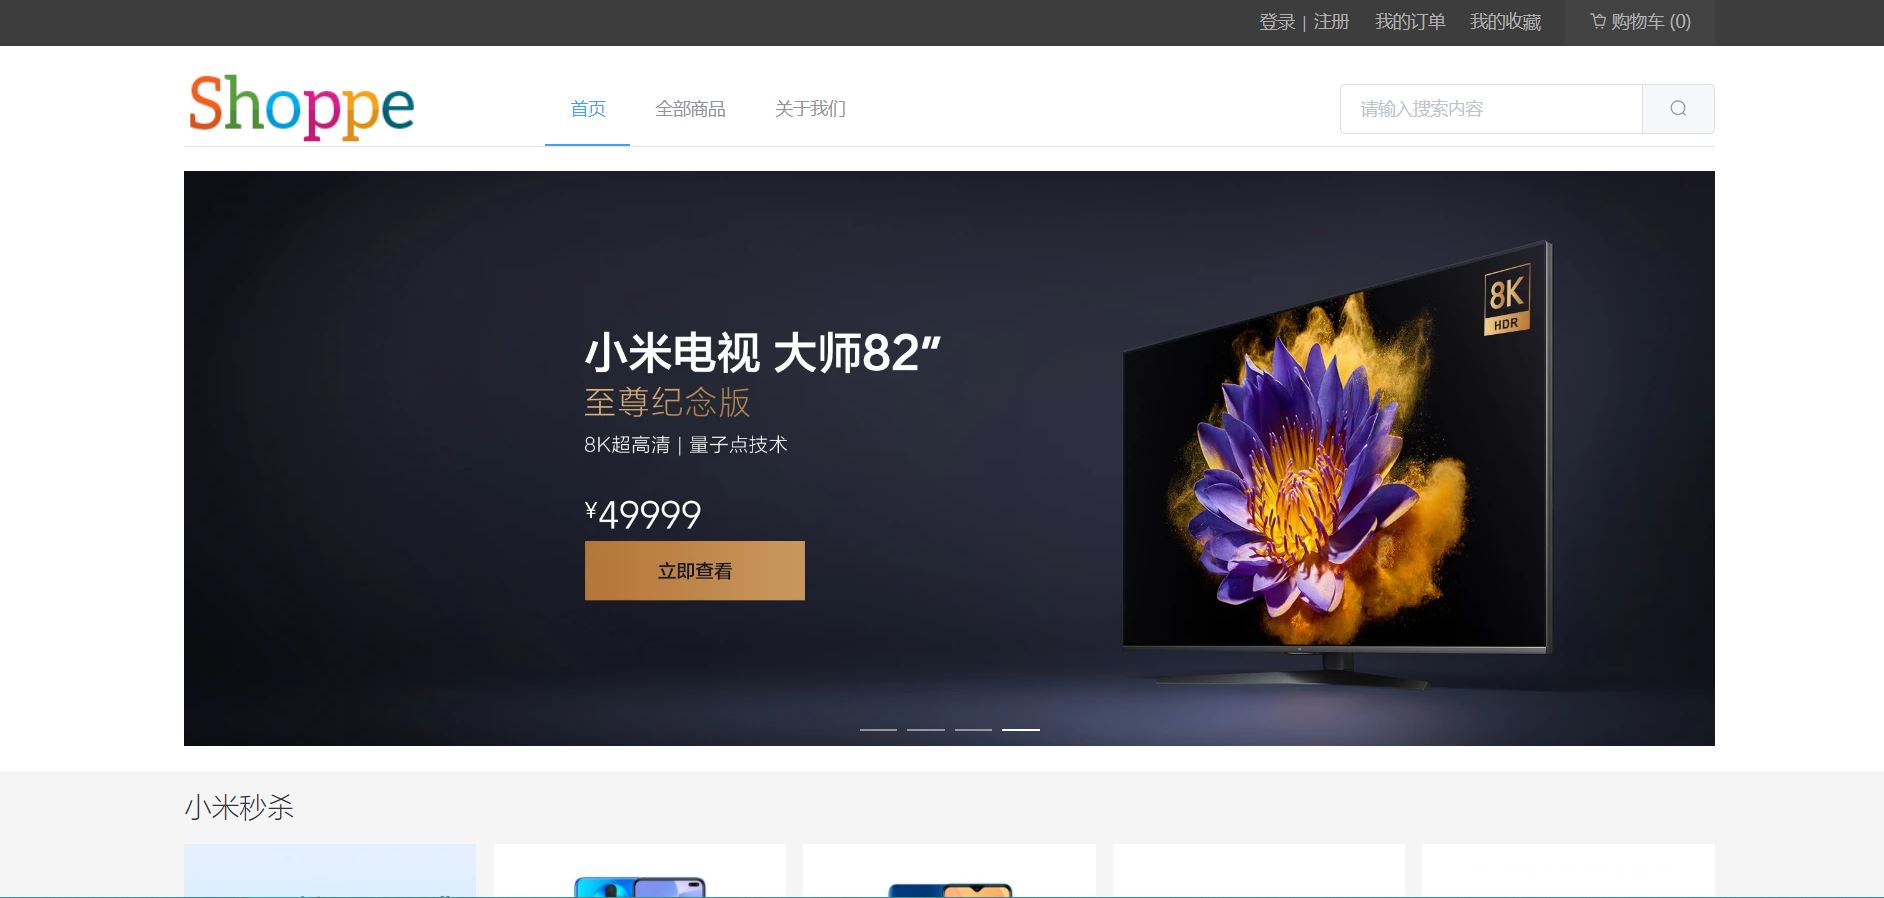 登录 | 注册 我的订单 我的收藏 购物车 (0)
Shoppe
首页 全部商品 关于我们
请输入搜索内容
8K
HDR
小米电视 大师82″
至尊纪念版
8K超高清 | 量子点技术
¥49999
立即查看
小米秒杀